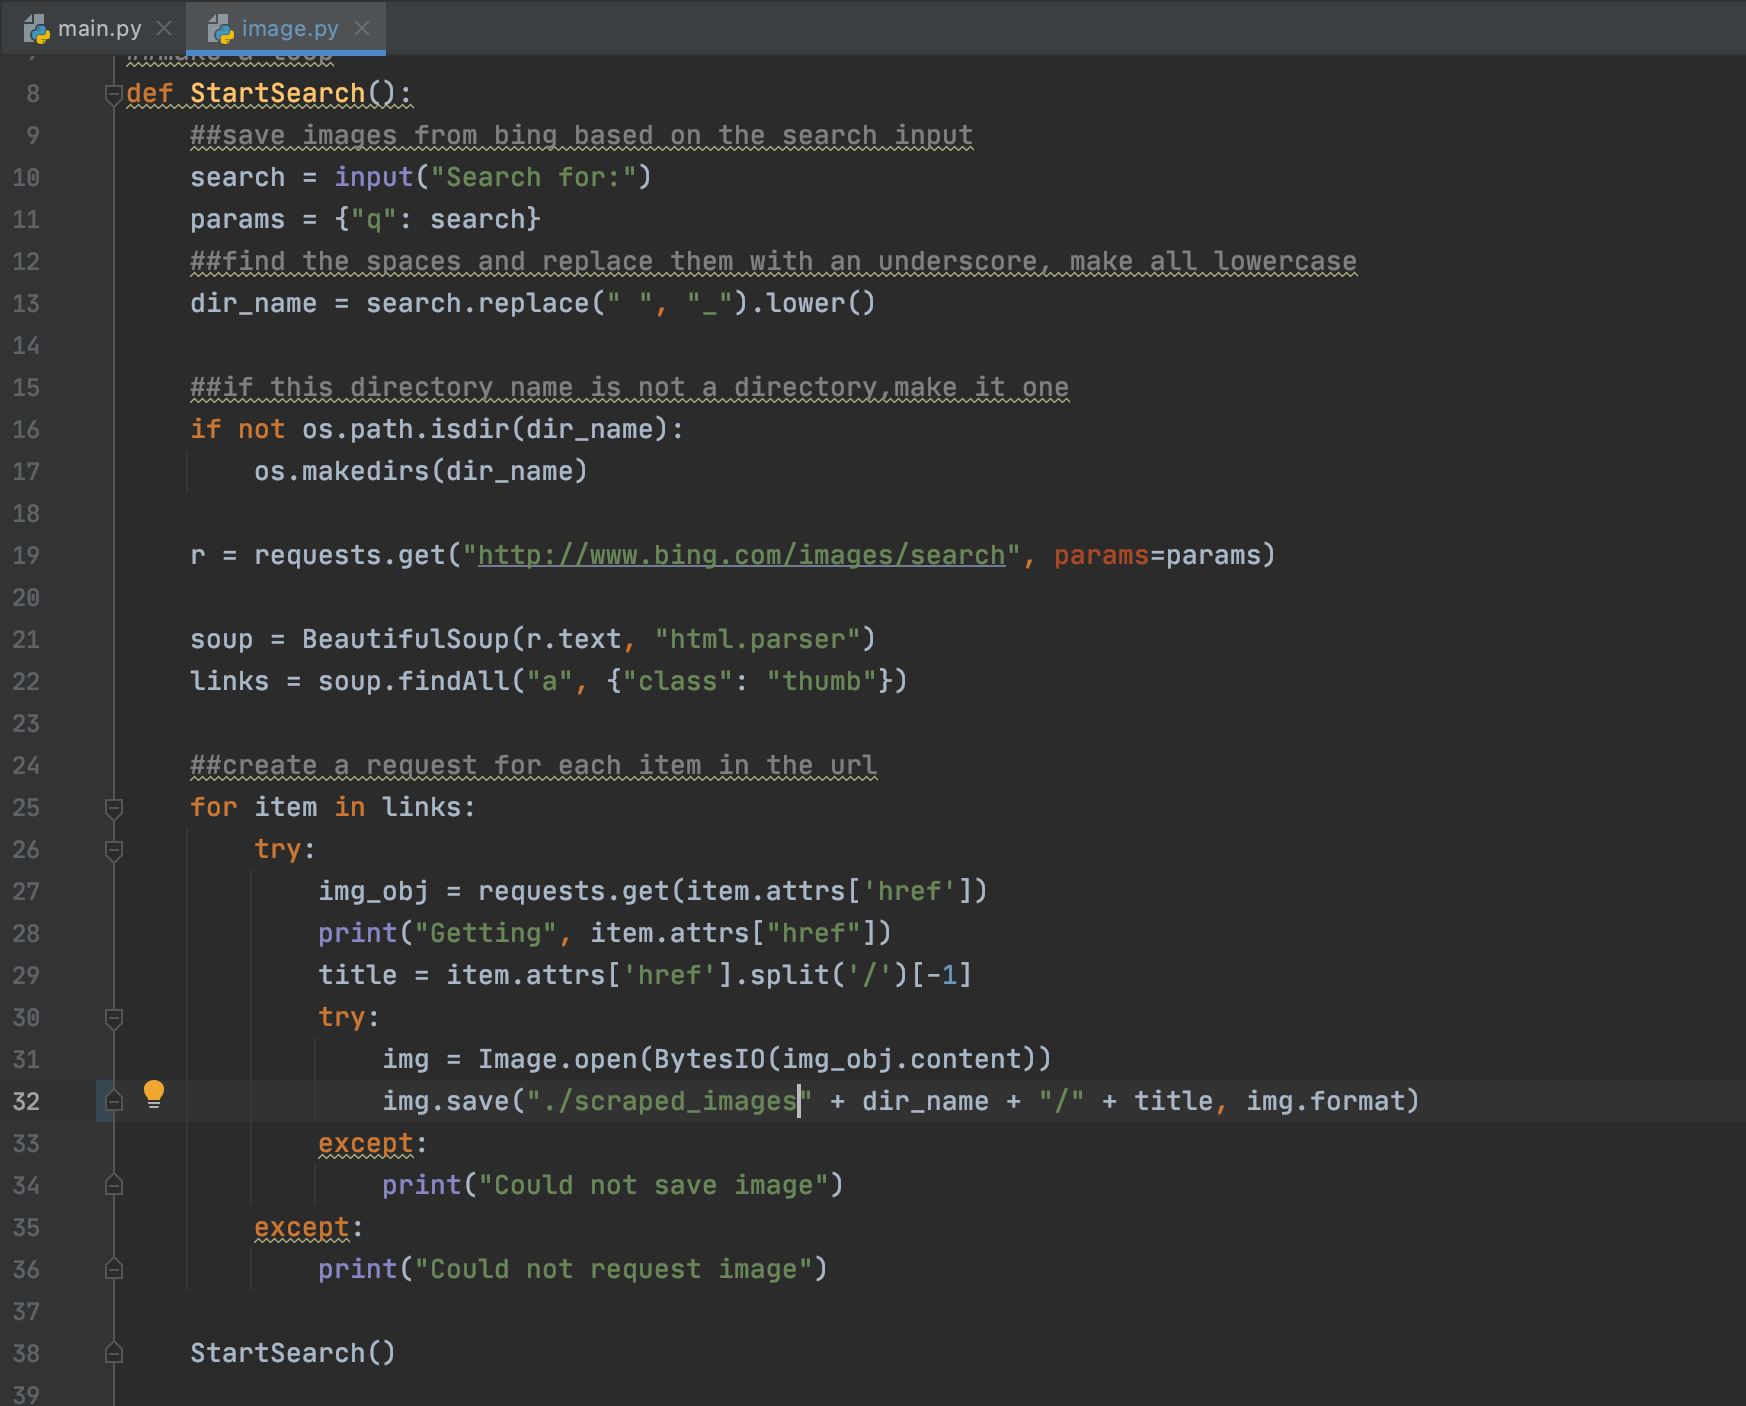 main.py image.py
8 def StartSearch():
9 ##save images from bing based on the search input
10 search = input("Search for:")
11 params = {"q": search}
12 ##find the spaces and replace them with an underscore, make all lowercase
13 dir_name = search.replace(" ", "_").lower()
14
15 ##if this directory name is not a directory,make it one
16 if not os.path.isdir(dir_name):
17 os.makedirs(dir_name)
18
19 r = requests.get("http://www.bing.com/images/search", params=params)
20
21 soup = BeautifulSoup(r.text, "html.parser")
22 links = soup.findAll("a", {"class": "thumb"})
23
24 ##create a request for each item in the url
25 for item in links:
26 try:
27 img_obj = requests.get(item.attrs['href'])
28 print("Getting", item.attrs["href"])
29 title = item.attrs['href'].split('/')[-1]
30 try:
31 img = Image.open(BytesIO(img_obj.content))
32 img.save("./scraped_images" + dir_name + "/" + title, img.format)
33 except:
34 print("Could not save image")
35 except:
36 print("Could not request image")
37
38 StartSearch()
39